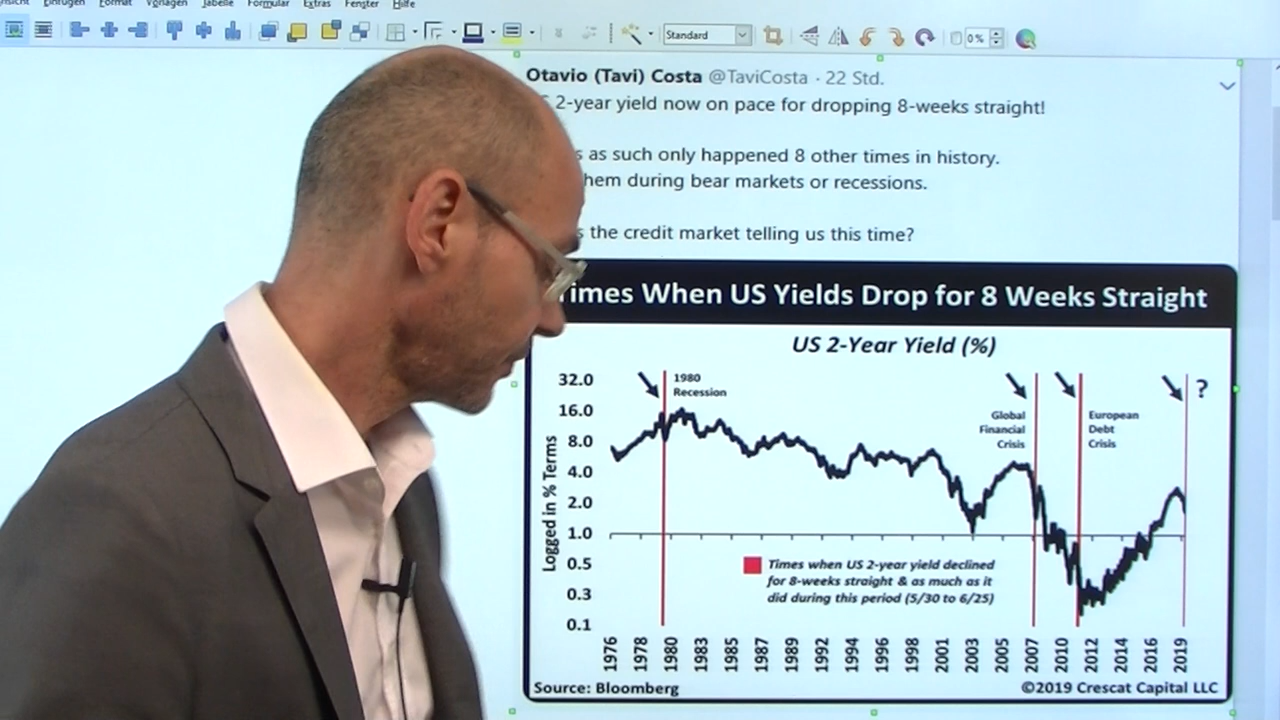 Einfügen Format Vorlagen Tabelle Formular Extras Fenster Hilfe
Standard
0%
Otavio (Tavi) Costa @TaviCosta · 22 Std.
2-year yield now on pace for dropping 8-weeks straight!
as such only happened 8 other times in history.
during bear markets or recessions.
the credit market telling us this time?
Times When US Yields Drop for 8 Weeks Straight
US 2-Year Yield (%)
Logged in % Terms
32.0
16.0
8.0
4.0
2.0
1.0
0.5
0.3
0.1
1980
Recession
Global
Financial
Crisis
European
Debt
Crisis
?
Times when US 2-year yield declined
for 8-weeks straight & as much as it
did during this period (5/30 to 6/25)
1976 1978 1980 1983 1985 1987 1989 1992 1994 1996 1998 2001 2003 2005 2007 2010 2012 2014 2016 2019
Source: Bloomberg
©2019 Crescat Capital LLC